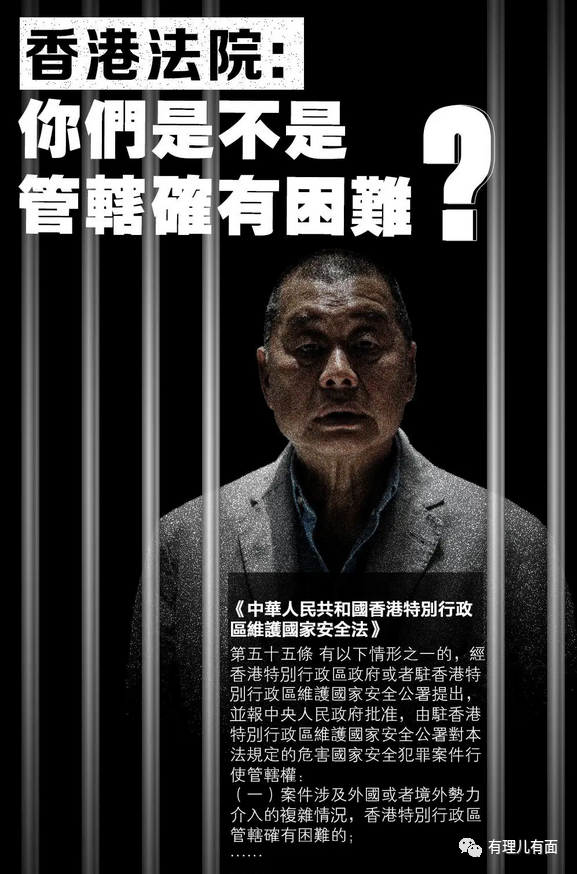 香港法院:
你們是不是
管轄確有困難?
《中華人民共和國香港特別行政
區維護國家安全法》
第五十五條 有以下情形之一的,經
香港特別行政區政府或者駐香港特
別行政區維護國家安全公署提出,
並報中央人民政府批准,由駐香港
特別行政區維護國家安全公署對本
法規定的危害國家安全犯罪案件行
使管轄權:
(一)案件涉及外國或者境外勢力
介入的複雜情況,香港特別行政區
管轄確有困難的;
……
有理儿有面